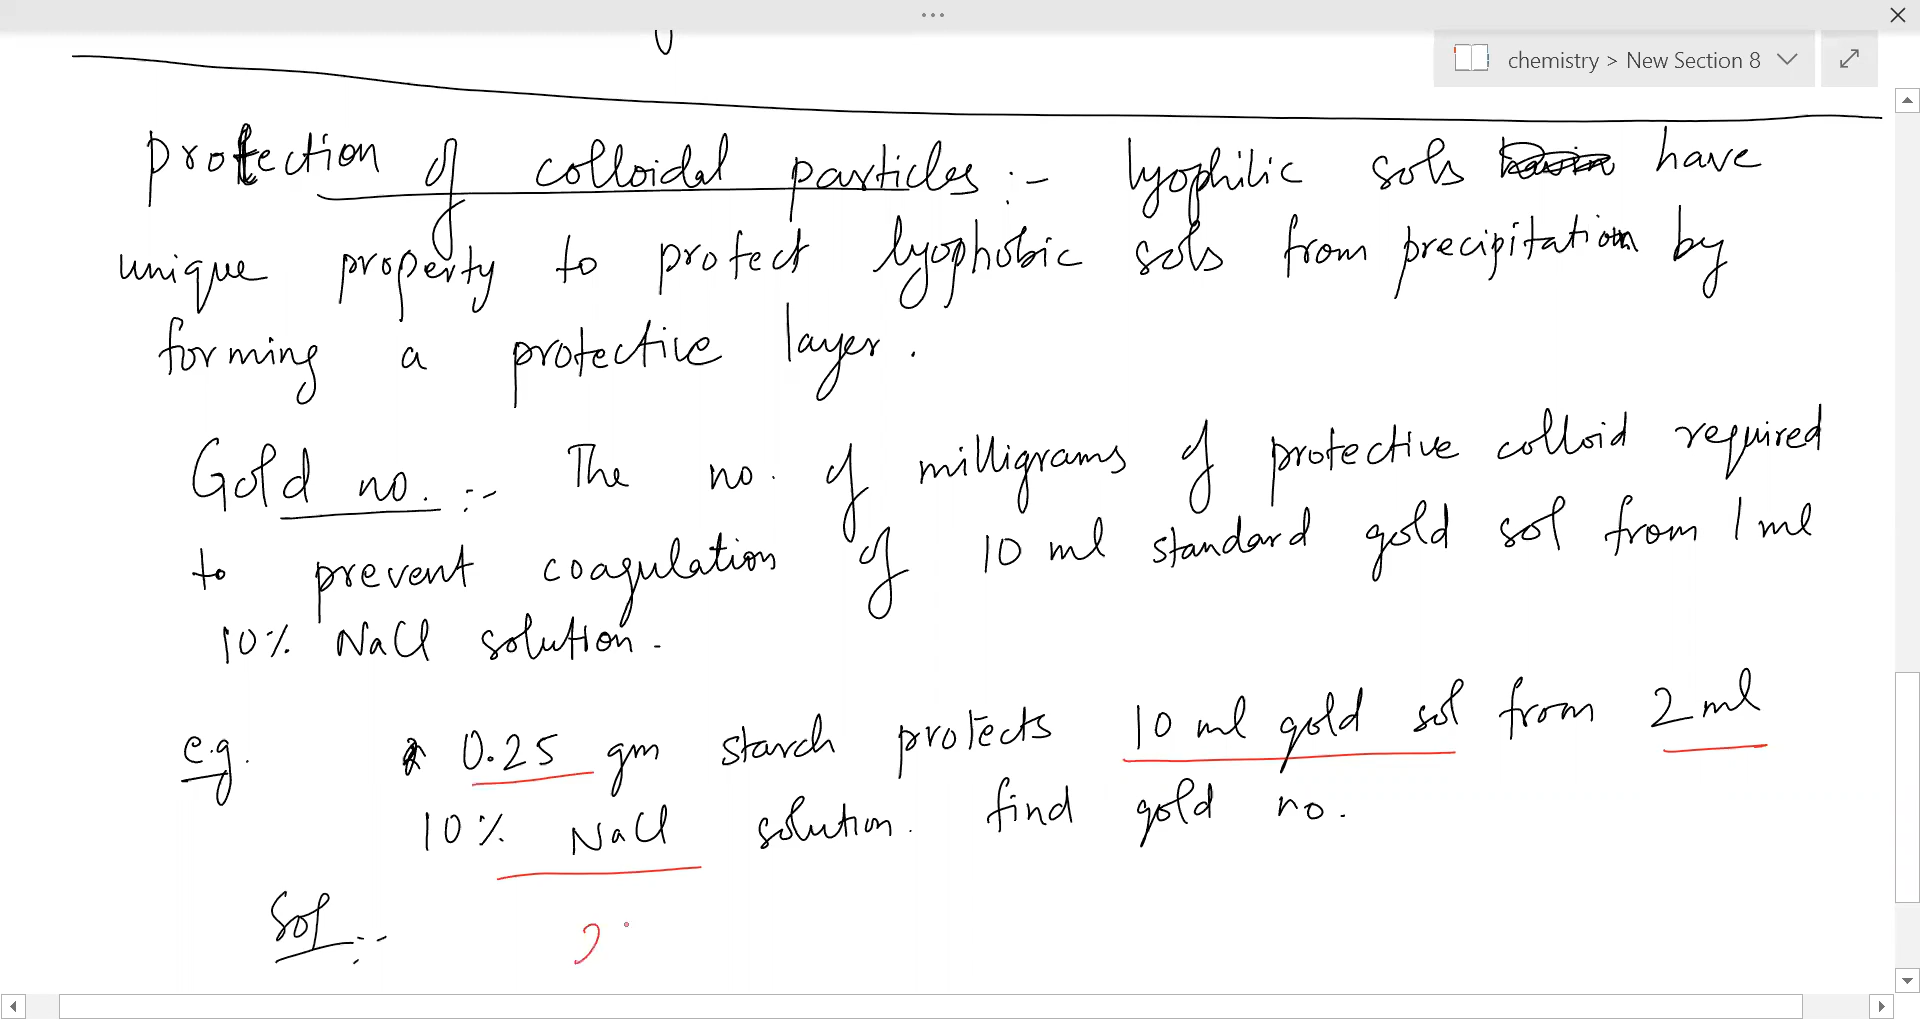 chemistry > New Section 8
protection of colloidal particles :- lyophilic sols have
unique property to protect lyophobic sols from precipitation by
forming a protective layer.
Gold no. :- The no. of milligrams of protective colloid required
to prevent coagulation of 10 ml standard gold sol from 1 ml
10% NaCl solution.
e.g. 0.25 gm starch protects 10 ml gold sol from 2 ml
10% NaCl solution. find gold no.
Sol :-